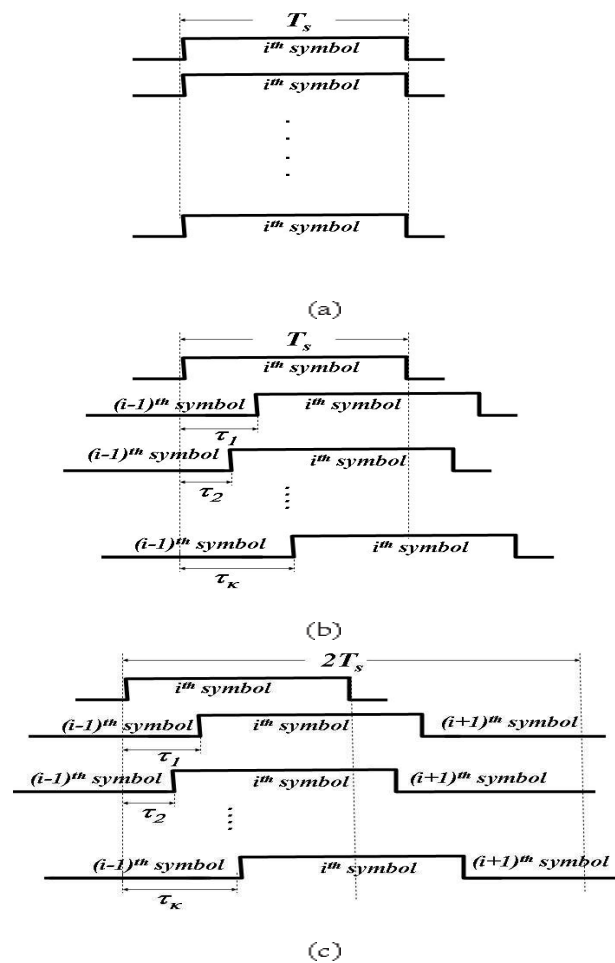 T_s
i^th symbol
i^th symbol
i^th symbol
(a)
T_s
i^th symbol
(i-1)^th symbol i^th symbol
τ_1
(i-1)^th symbol i^th symbol
τ_2
(i-1)^th symbol i^th symbol
τ_κ
(b)
2T_s
i^th symbol
(i-1)^th symbol i^th symbol (i+1)^th symbol
τ_1
(i-1)^th symbol i^th symbol (i+1)^th symbol
τ_2
(i-1)^th symbol i^th symbol (i+1)^th symbol
τ_κ
(c)